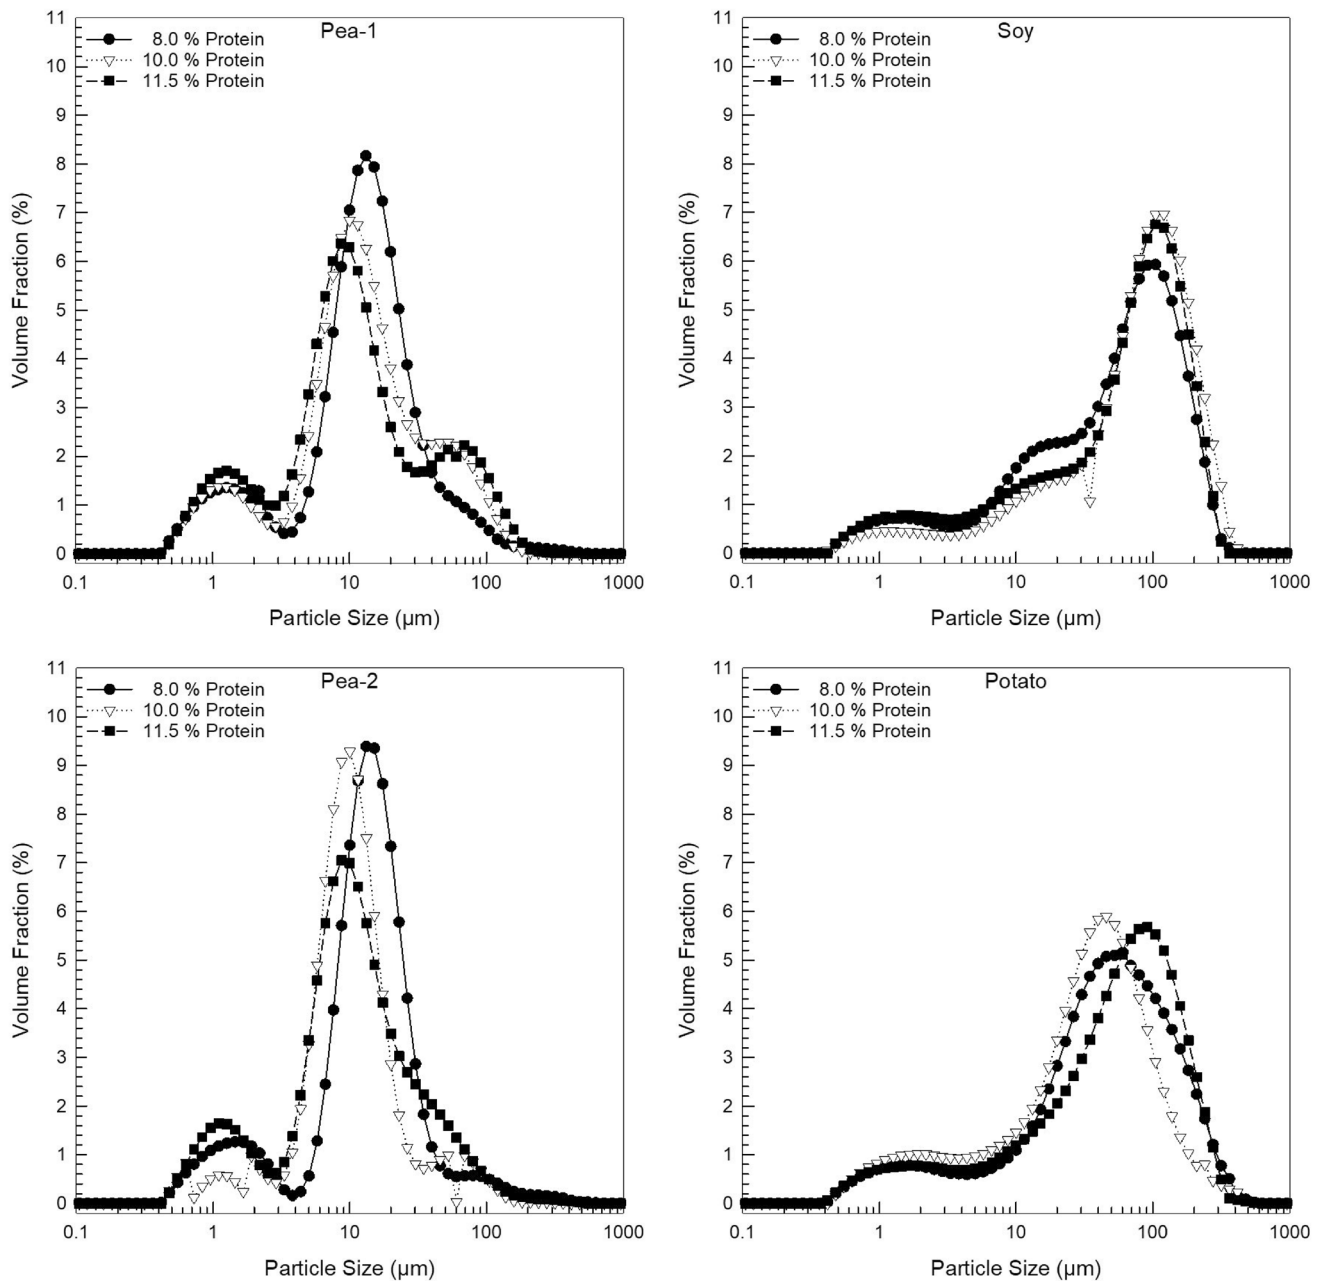 Pea-1
8.0 % Protein
10.0 % Protein
11.5 % Protein
11
10
9
8
7
6
5
4
3
2
1
0
Volume Fraction (%)
0.1 1 10 100 1000
Particle Size (µm)
Soy
8.0 % Protein
10.0 % Protein
11.5 % Protein
11
10
9
8
7
6
5
4
3
2
1
0
Volume Fraction (%)
0.1 1 10 100 1000
Particle Size (µm)
Pea-2
8.0 % Protein
10.0 % Protein
11.5 % Protein
11
10
9
8
7
6
5
4
3
2
1
0
Volume Fraction (%)
0.1 1 10 100 1000
Particle Size (µm)
Potato
8.0 % Protein
10.0 % Protein
11.5 % Protein
11
10
9
8
7
6
5
4
3
2
1
0
Volume Fraction (%)
0.1 1 10 100 1000
Particle Size (µm)